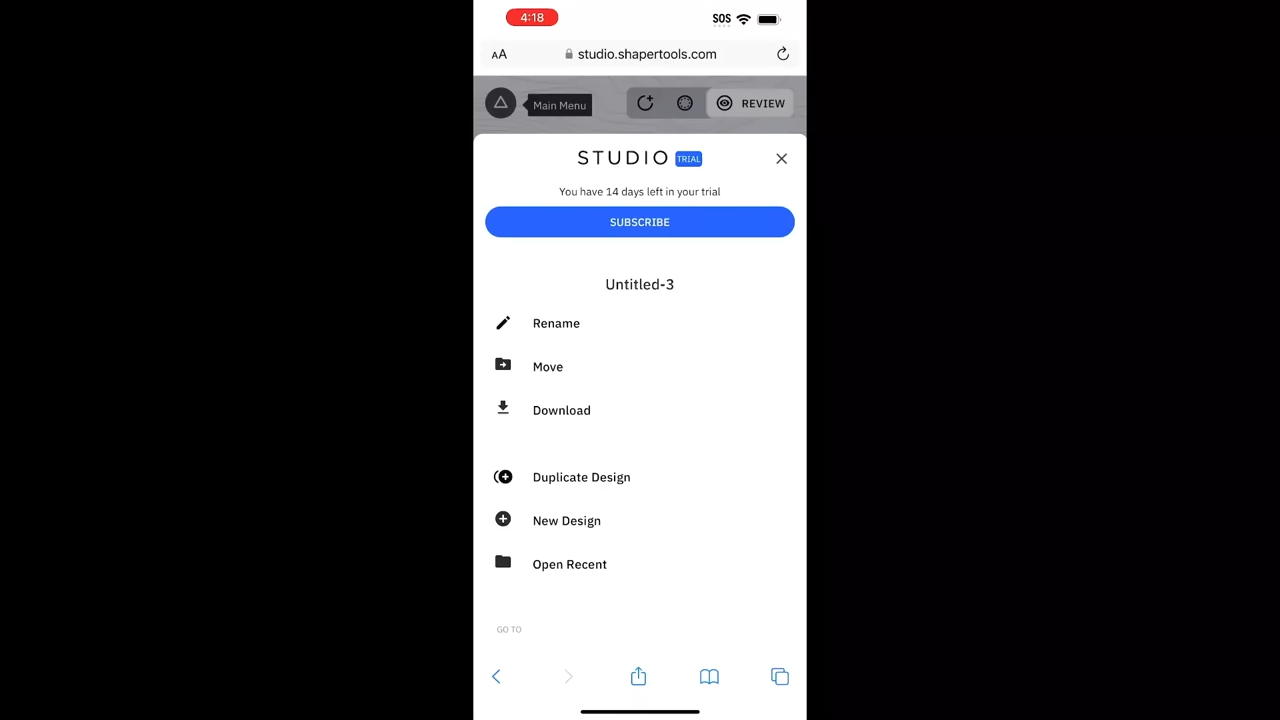 4:18
SOS
AA
studio.shapertools.com
Main Menu
REVIEW
STUDIO TRIAL
You have 14 days left in your trial
SUBSCRIBE
Untitled-3
Rename
Move
Download
Duplicate Design
New Design
Open Recent
GO TO